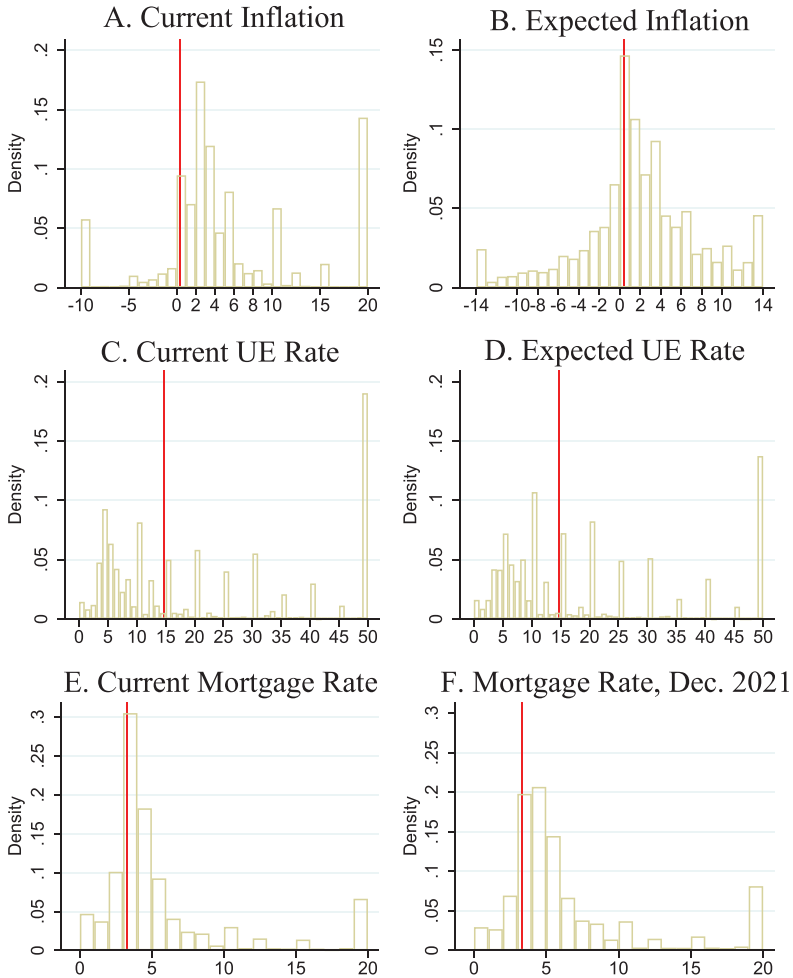 A. Current Inflation
Density
0 .05 .1 .15 .2
-10 -5 0 2 4 6 8 10 15 20
B. Expected Inflation
Density
0 .05 .1 .15
-14 -10 -8 -6 -4 -2 0 2 4 6 8 10 14
C. Current UE Rate
Density
0 .05 .1 .15 .2
0 5 10 15 20 25 30 35 40 45 50
D. Expected UE Rate
Density
0 .05 .1 .15 .2
0 5 10 15 20 25 30 35 40 45 50
E. Current Mortgage Rate
Density
0 .05 .1 .15 .2 .25 .3
0 5 10 15 20
F. Mortgage Rate, Dec. 2021
Density
0 .05 .1 .15 .2 .25 .3
0 5 10 15 20